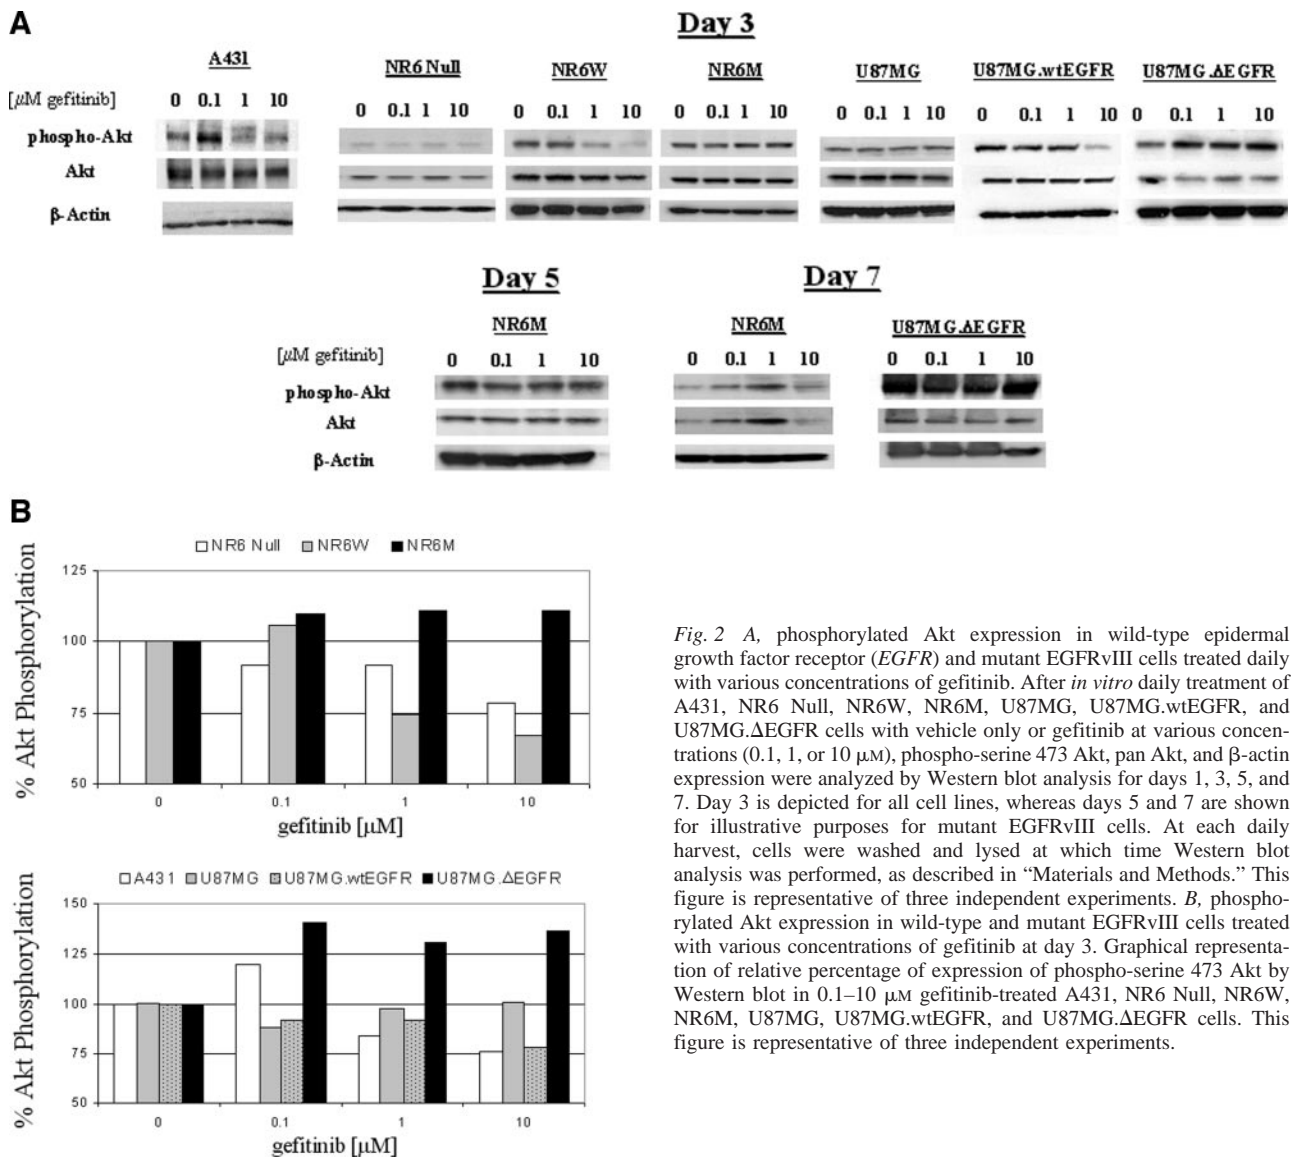 A
Day 3
A431
NR6 Null
NR6W
NR6M
U87MG
U87MG.wtEGFR
U87MG.ΔEGFR
[μM gefitinib]
0 0.1 1 10
0 0.1 1 10
0 0.1 1 10
0 0.1 1 10
0 0.1 1 10
0 0.1 1 10
0 0.1 1 10
phospho-Akt
Akt
β-Actin
Day 5
Day 7
NR6M
NR6M
U87MG.ΔEGFR
[μM gefitinib]
0 0.1 1 10
0 0.1 1 10
0 0.1 1 10
phospho-Akt
Akt
β-Actin
B
NR6 Null NR6W NR6M
% Akt Phosphorylation
125
100
75
50
0 0.1 1 10
gefitinib [μM]
A431 U87MG U87MG.wtEGFR U87MG.ΔEGFR
% Akt Phosphorylation
150
125
100
75
50
0 0.1 1 10
gefitinib [μM]
Fig. 2 A, phosphorylated Akt expression in wild-type epidermal
growth factor receptor (EGFR) and mutant EGFRvIII cells treated daily
with various concentrations of gefitinib. After in vitro daily treatment of
A431, NR6 Null, NR6W, NR6M, U87MG, U87MG.wtEGFR, and
U87MG.ΔEGFR cells with vehicle only or gefitinib at various concen-
trations (0.1, 1, or 10 μM), phospho-serine 473 Akt, pan Akt, and β-actin
expression were analyzed by Western blot analysis for days 1, 3, 5, and
7. Day 3 is depicted for all cell lines, whereas days 5 and 7 are shown
for illustrative purposes for mutant EGFRvIII cells. At each daily
harvest, cells were washed and lysed at which time Western blot
analysis was performed, as described in “Materials and Methods.” This
figure is representative of three independent experiments. B, phospho-
rylated Akt expression in wild-type and mutant EGFRvIII cells treated
with various concentrations of gefitinib at day 3. Graphical representa-
tion of relative percentage of expression of phospho-serine 473 Akt by
Western blot in 0.1–10 μM gefitinib-treated A431, NR6 Null, NR6W,
NR6M, U87MG, U87MG.wtEGFR, and U87MG.ΔEGFR cells. This
figure is representative of three independent experiments.